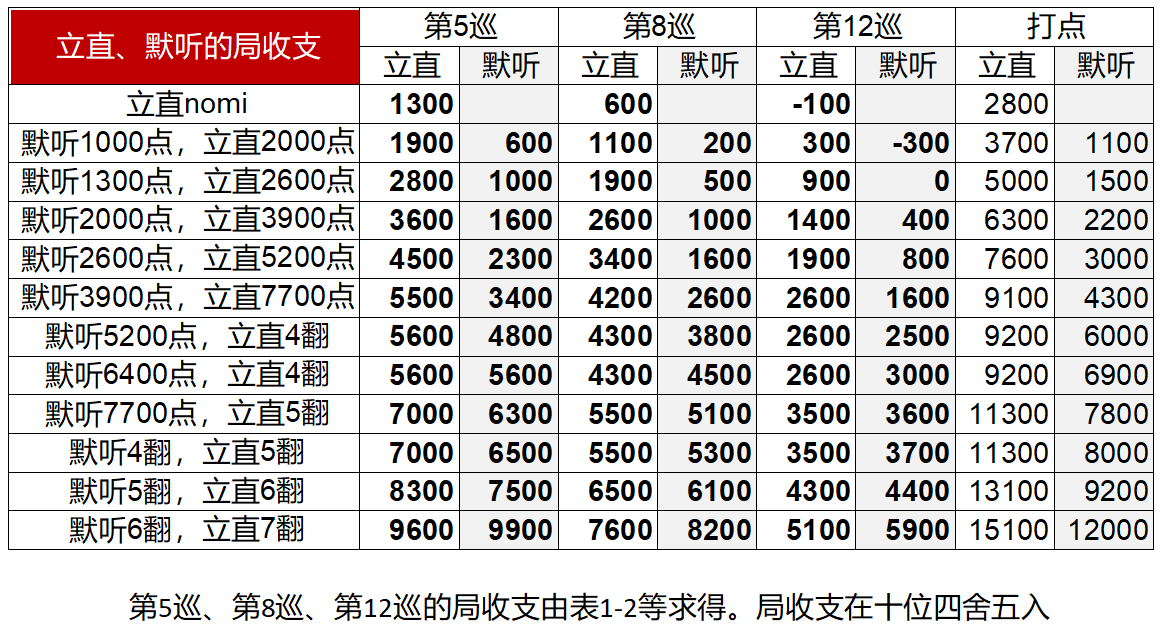 立直、默听的局收支 第5巡 第8巡 第12巡 打点
立直 默听 立直 默听 立直 默听 立直 默听
立直nomi 1300 600 -100 2800
默听1000点，立直2000点 1900 600 1100 200 300 -300 3700 1100
默听1300点，立直2600点 2800 1000 1900 500 900 0 5000 1500
默听2000点，立直3900点 3600 1600 2600 1000 1400 400 6300 2200
默听2600点，立直5200点 4500 2300 3400 1600 1900 800 7600 3000
默听3900点，立直7700点 5500 3400 4200 2600 2600 1600 9100 4300
默听5200点，立直4翻 5600 4800 4300 3800 2600 2500 9200 6000
默听6400点，立直4翻 5600 5600 4300 4500 2600 3000 9200 6900
默听7700点，立直5翻 7000 6300 5500 5100 3500 3600 11300 7800
默听4翻，立直5翻 7000 6500 5500 5300 3500 3700 11300 8000
默听5翻，立直6翻 8300 7500 6500 6100 4300 4400 13100 9200
默听6翻，立直7翻 9600 9900 7600 8200 5100 5900 15100 12000
第5巡、第8巡、第12巡的局收支由表1-2等求得。局收支在十位四舍五入